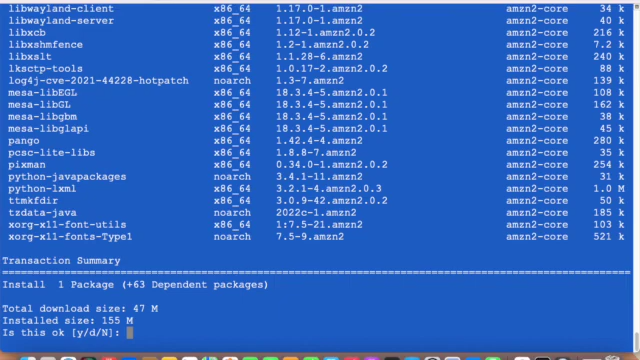 libwayland-client x86_64 1.17.0-1.amzn2 amzn2-core 34 k
libwayland-server x86_64 1.17.0-1.amzn2 amzn2-core 40 k
libxcb x86_64 1.12-1.amzn2.0.2 amzn2-core 216 k
libxshmfence x86_64 1.2-1.amzn2.0.2 amzn2-core 7.2 k
libxslt x86_64 1.1.28-6.amzn2 amzn2-core 240 k
lksctp-tools x86_64 1.0.17-2.amzn2.0.2 amzn2-core 88 k
log4j-cve-2021-44228-hotpatch noarch 1.3-7.amzn2 amzn2-core 139 k
mesa-libEGL x86_64 18.3.4-5.amzn2.0.1 amzn2-core 108 k
mesa-libGL x86_64 18.3.4-5.amzn2.0.1 amzn2-core 162 k
mesa-libgbm x86_64 18.3.4-5.amzn2.0.1 amzn2-core 38 k
mesa-libglapi x86_64 18.3.4-5.amzn2.0.1 amzn2-core 45 k
pango x86_64 1.42.4-4.amzn2 amzn2-core 280 k
pcsc-lite-libs x86_64 1.8.8-7.amzn2 amzn2-core 35 k
pixman x86_64 0.34.0-1.amzn2.0.2 amzn2-core 254 k
python-javapackages noarch 3.4.1-11.amzn2 amzn2-core 31 k
python-lxml x86_64 3.2.1-4.amzn2.0.3 amzn2-core 1.0 M
ttmkfdir x86_64 3.0.9-42.amzn2.0.2 amzn2-core 50 k
tzdata-java noarch 2022c-1.amzn2 amzn2-core 185 k
xorg-x11-font-utils x86_64 1:7.5-21.amzn2 amzn2-core 103 k
xorg-x11-fonts-Type1 noarch 7.5-9.amzn2 amzn2-core 521 k
Transaction Summary
Install 1 Package (+63 Dependent packages)
Total download size: 47 M
Installed size: 155 M
Is this ok [y/d/N]: